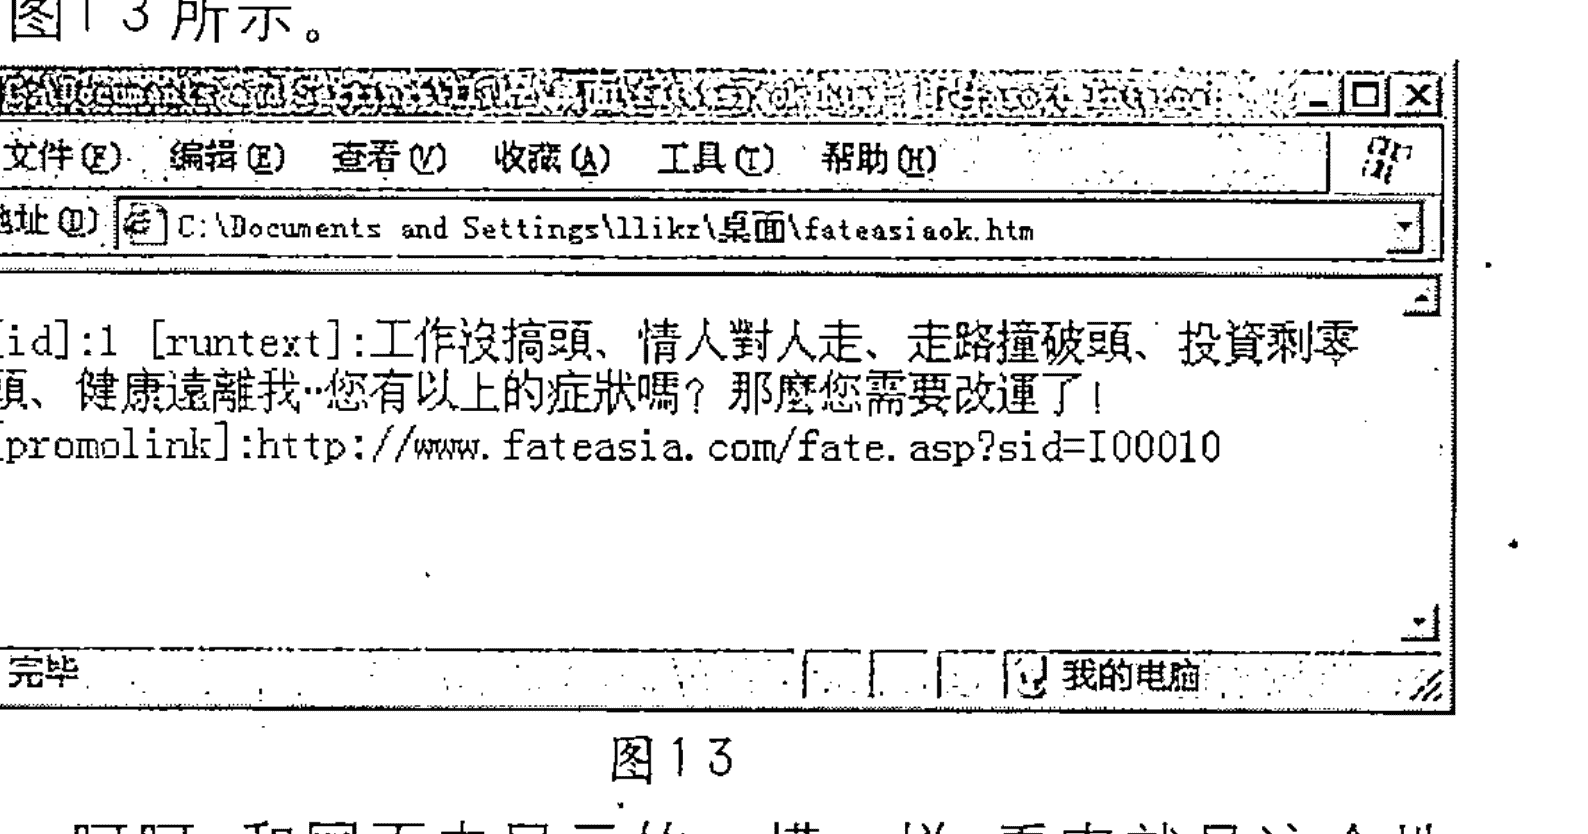 图13所示。
文件(F) 编辑(E) 查看(V) 收藏(A) 工具(T) 帮助(H)
地址(D) C:\Documents and Settings\llikz\桌面\fateasiaok.htm
[id]:1 [runtext]:工作沒搞頭、情人對人走、走路撞破頭、投資剩零
頭、健康遠離我‥您有以上的症狀嗎? 那麼您需要改運了!
[promolink]:http://www.fateasia.com/fate.asp?sid=I00010
完毕 我的电脑
图13